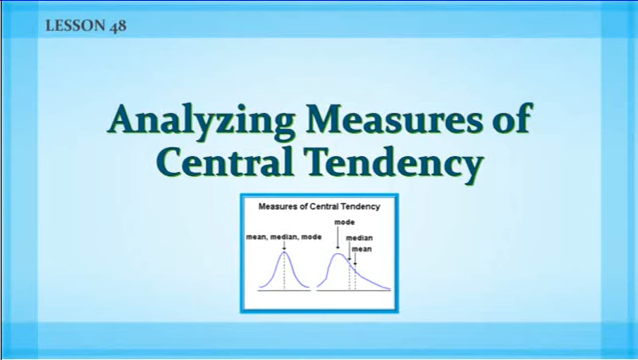 LESSON 48
Analyzing Measures of
Central Tendency
Measures of Central Tendency
mode
mean, median, mode
median
mean